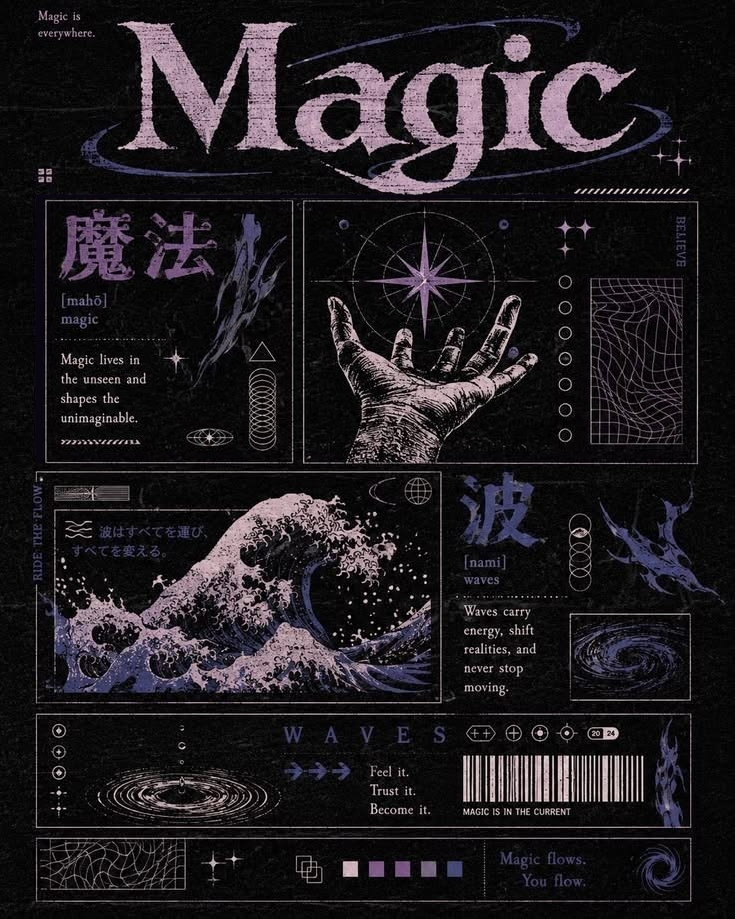 Magic is
everywhere.
Magic
魔法
[mahō]
magic
Magic lives in
the unseen and
shapes the
unimaginable.
BELIEVE
RIDE THE FLOW
波はすべてを運び、
すべてを変える。
波
[nami]
waves
Waves carry
energy, shift
realities, and
never stop
moving.
WAVES
20 24
Feel it.
Trust it.
Become it.
MAGIC IS IN THE CURRENT
Magic flows.
You flow.